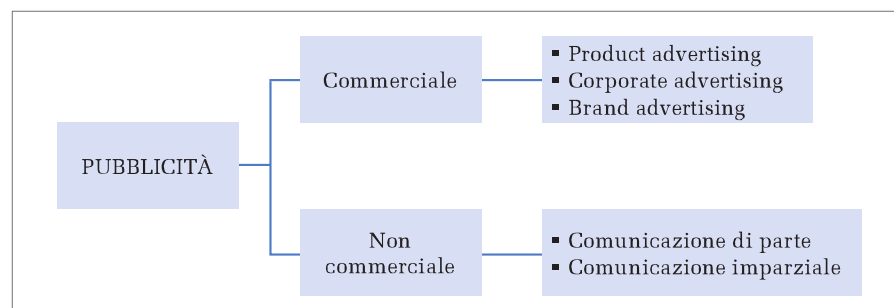 PUBBLICITÀ
Commerciale
▪ Product advertising
▪ Corporate advertising
▪ Brand advertising
Non
commerciale
▪ Comunicazione di parte
▪ Comunicazione imparziale